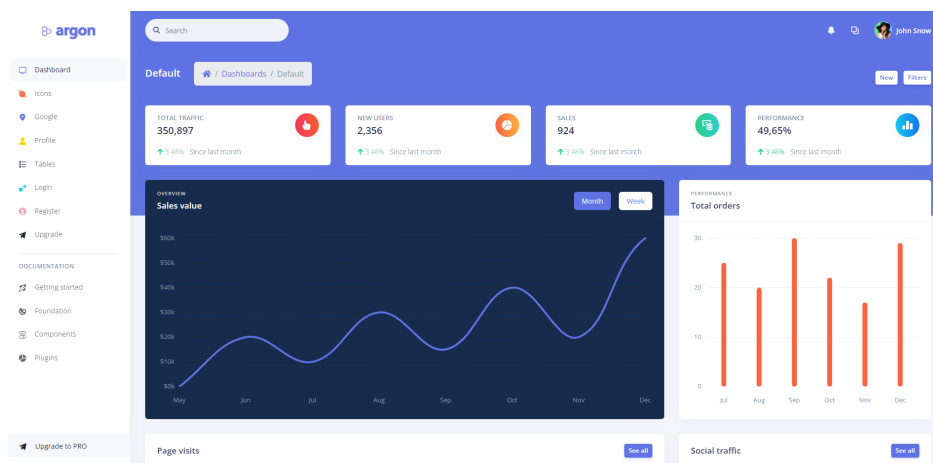 argon
Dashboard
Icons
Google
Profile
Tables
Login
Register
Upgrade
DOCUMENTATION
Getting started
Foundation
Components
Plugins
Upgrade to PRO
Search
John Snow
Default
/ Dashboards / Default
New
Filters
TOTAL TRAFFIC
350,897
3.48% Since last month
NEW USERS
2,356
3.48% Since last month
SALES
924
3.48% Since last month
PERFORMANCE
49,65%
3.48% Since last month
OVERVIEW
Sales value
Month
Week
$60k
$50k
$40k
$30k
$20k
$10k
$0k
May Jun Jul Aug Sep Oct Nov Dec
PERFORMANCE
Total orders
30
20
10
0
Jul Aug Sep Oct Nov Dec
Page visits
See all
Social traffic
See all